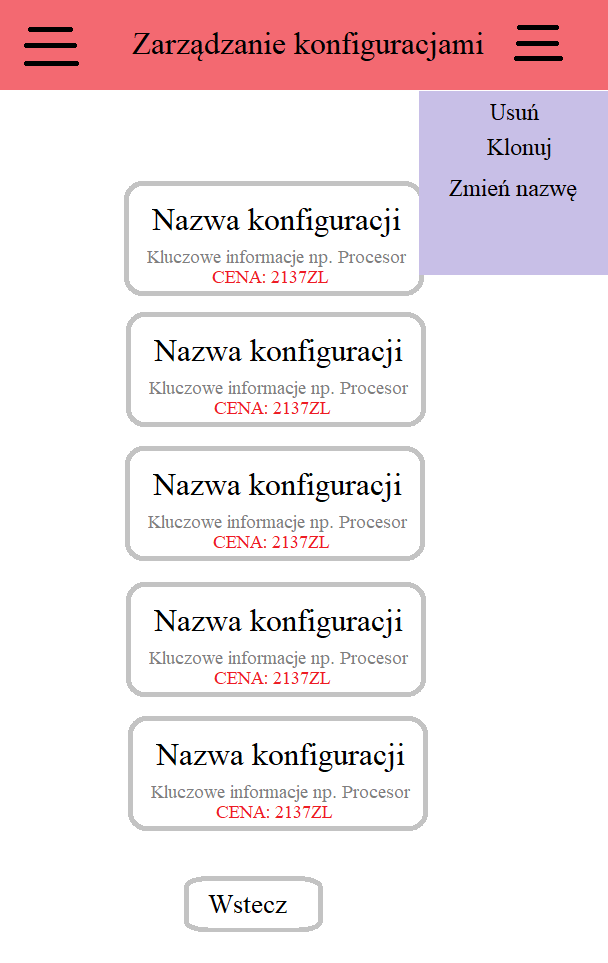 Zarządzanie konfiguracjami
Usuń
Klonuj
Zmień nazwę
Nazwa konfiguracji
Kluczowe informacje np. Procesor
CENA: 2137ZL
Nazwa konfiguracji
Kluczowe informacje np. Procesor
CENA: 2137ZL
Nazwa konfiguracji
Kluczowe informacje np. Procesor
CENA: 2137ZL
Nazwa konfiguracji
Kluczowe informacje np. Procesor
CENA: 2137ZL
Nazwa konfiguracji
Kluczowe informacje np. Procesor
CENA: 2137ZL
Wstecz